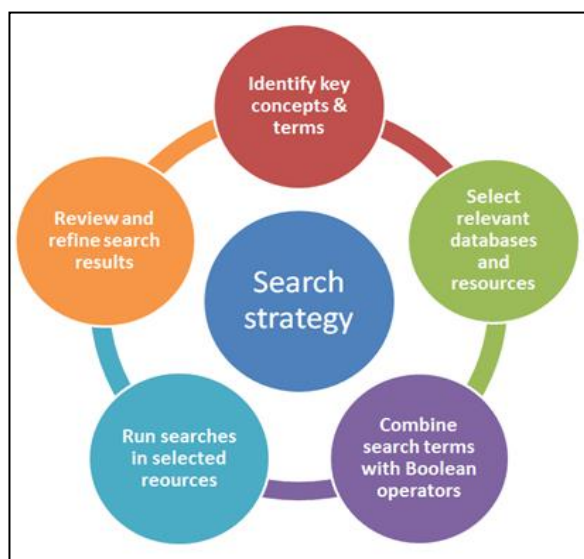 Identify key
concepts &
terms
Select
relevant
databases
and
resources
Combine
search terms
with Boolean
operators
Run searches
in selected
reources
Review and
refine search
results
Search
strategy